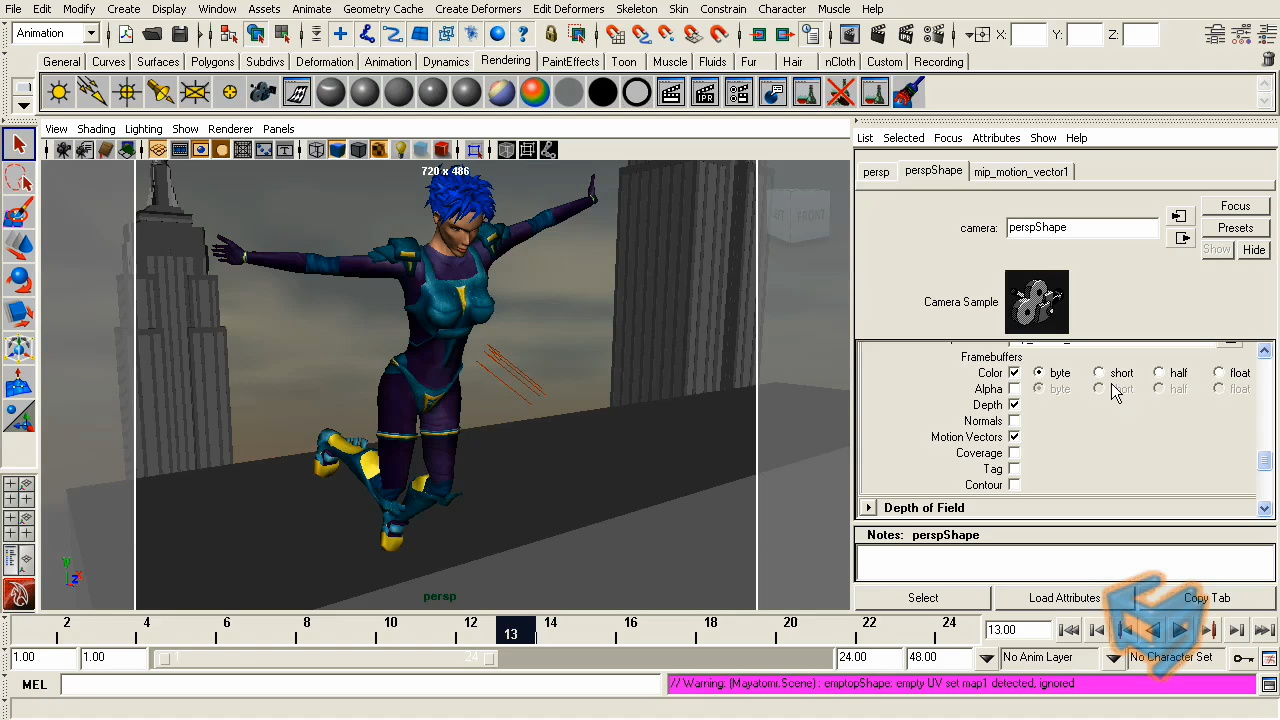 File Edit Modify Create Display Window Assets Animate Geometry Cache Create Deformers Edit Deformers Skeleton Skin Constrain Character Muscle Help
Animation X: Y: Z:
General Curves Surfaces Polygons Subdivs Deformation Animation Dynamics Rendering PaintEffects Toon Muscle Fluids Fur Hair nCloth Custom Recording
IPR
View Shading Lighting Show Renderer Panels
List Selected Focus Attributes Show Help
720 x 486
persp perspShape mip_motion_vector1
FRONT
camera: perspShape
Focus
Presets
Show Hide
Camera Sample
Framebuffers
Color byte short half float
Alpha byte short half float
Depth
Normals
Motion Vectors
Coverage
Tag
Contour
Depth of Field
Notes: perspShape
y
z
persp
Select Load Attributes Copy Tab
2 4 6 8 10 12 13 14 16 18 20 22 24
13.00
1.00 1.00 1 24 24.00 48.00 No Anim Layer No Character Set
MEL // Warning: (Mayatomr.Scene) : emptopShape: empty UV set map1 detected, ignored